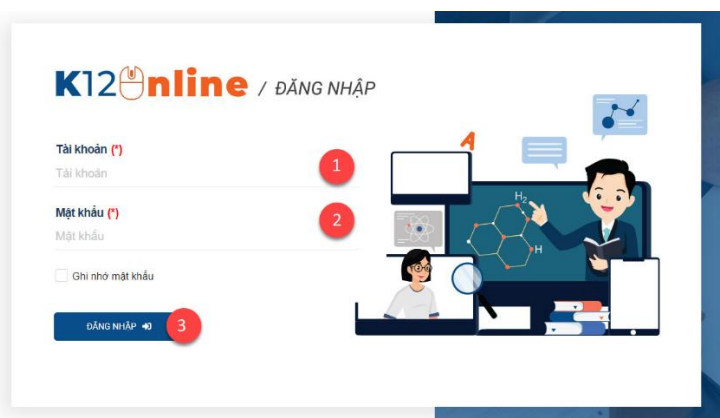 K12Online / ĐĂNG NHẬP
Tài khoản (*)
Tải khoản
1
Mật khẩu (*)
Mật khẩu
2
Ghi nhớ mật khẩu
ĐĂNG NHẬP
3
A
H2
H